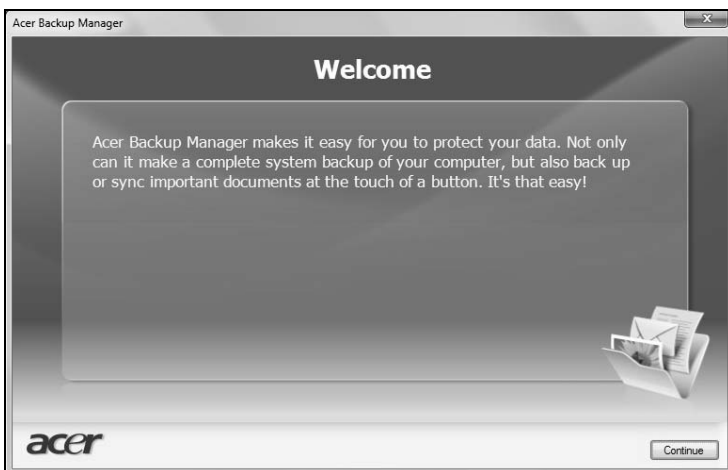 Acer Backup Manager
X
Welcome
Acer Backup Manager makes it easy for you to protect your data. Not only
can it make a complete system backup of your computer, but also back up
or sync important documents at the touch of a button. It's that easy!
acer
Continue